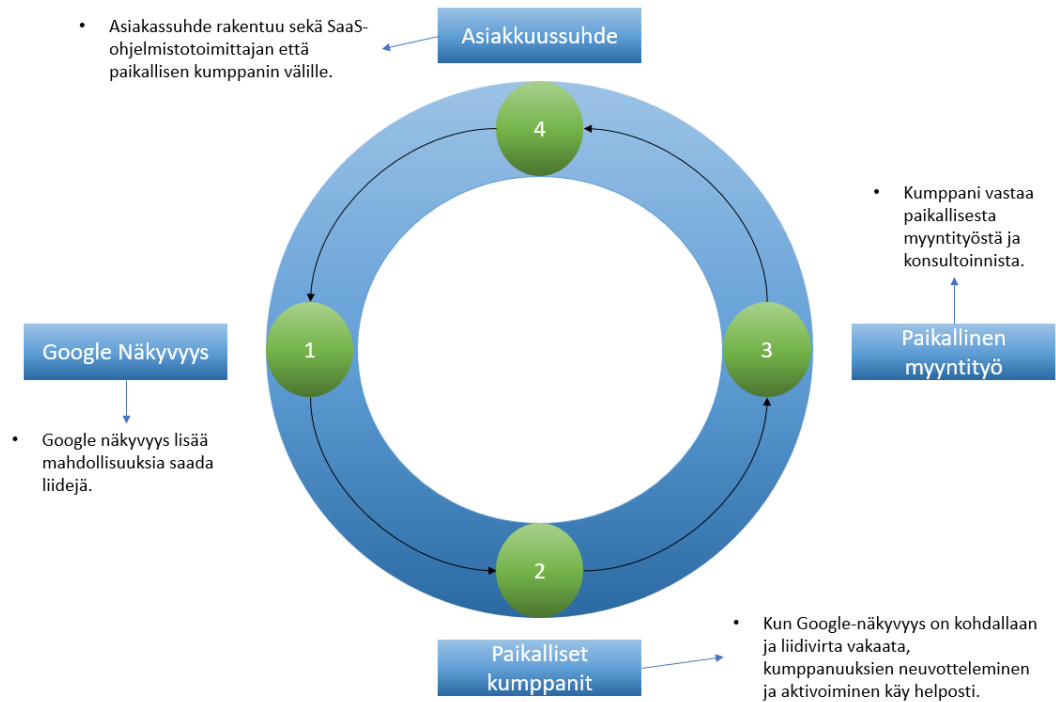 • Asiakassuhde rakentuu sekä SaaS-
ohjelmistotoimittajan että
paikallisen kumppanin välille.
Asiakkuussuhde
4
• Kumppani vastaa
paikallisesta
myyntityöstä ja
konsultoinnista.
Google Näkyvyys
1
3
Paikallinen
myyntityö
• Google näkyvyys lisää
mahdollisuuksia saada
liidejä.
2
Paikalliset
kumppanit
• Kun Google-näkyvyys on kohdallaan
ja liidivirta vakaata,
kumppanuuksien neuvotteleminen
ja aktivoiminen käy helposti.